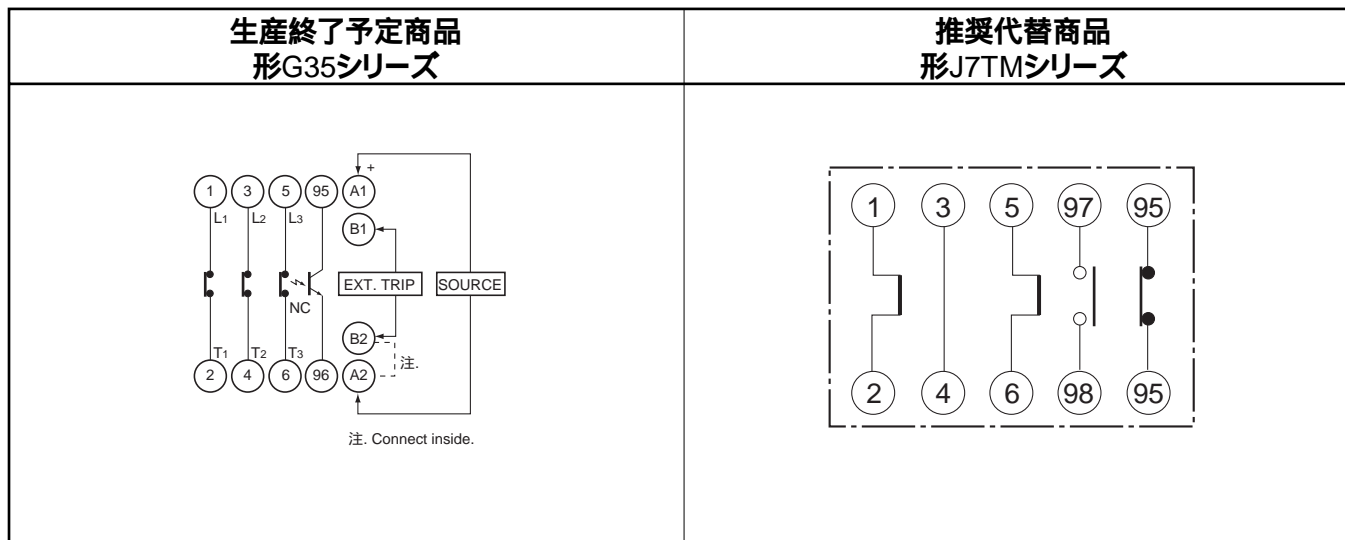 生産終了予定商品
形G35シリーズ
推奨代替商品
形J7TMシリーズ
+
1 3 5 95 A1
L1 L2 L3
B1
EXT. TRIP SOURCE
NC
B2
T1 T2 T3 注.
2 4 6 96 A2
注. Connect inside.
1 3 5 97 95
2 4 6 98 95